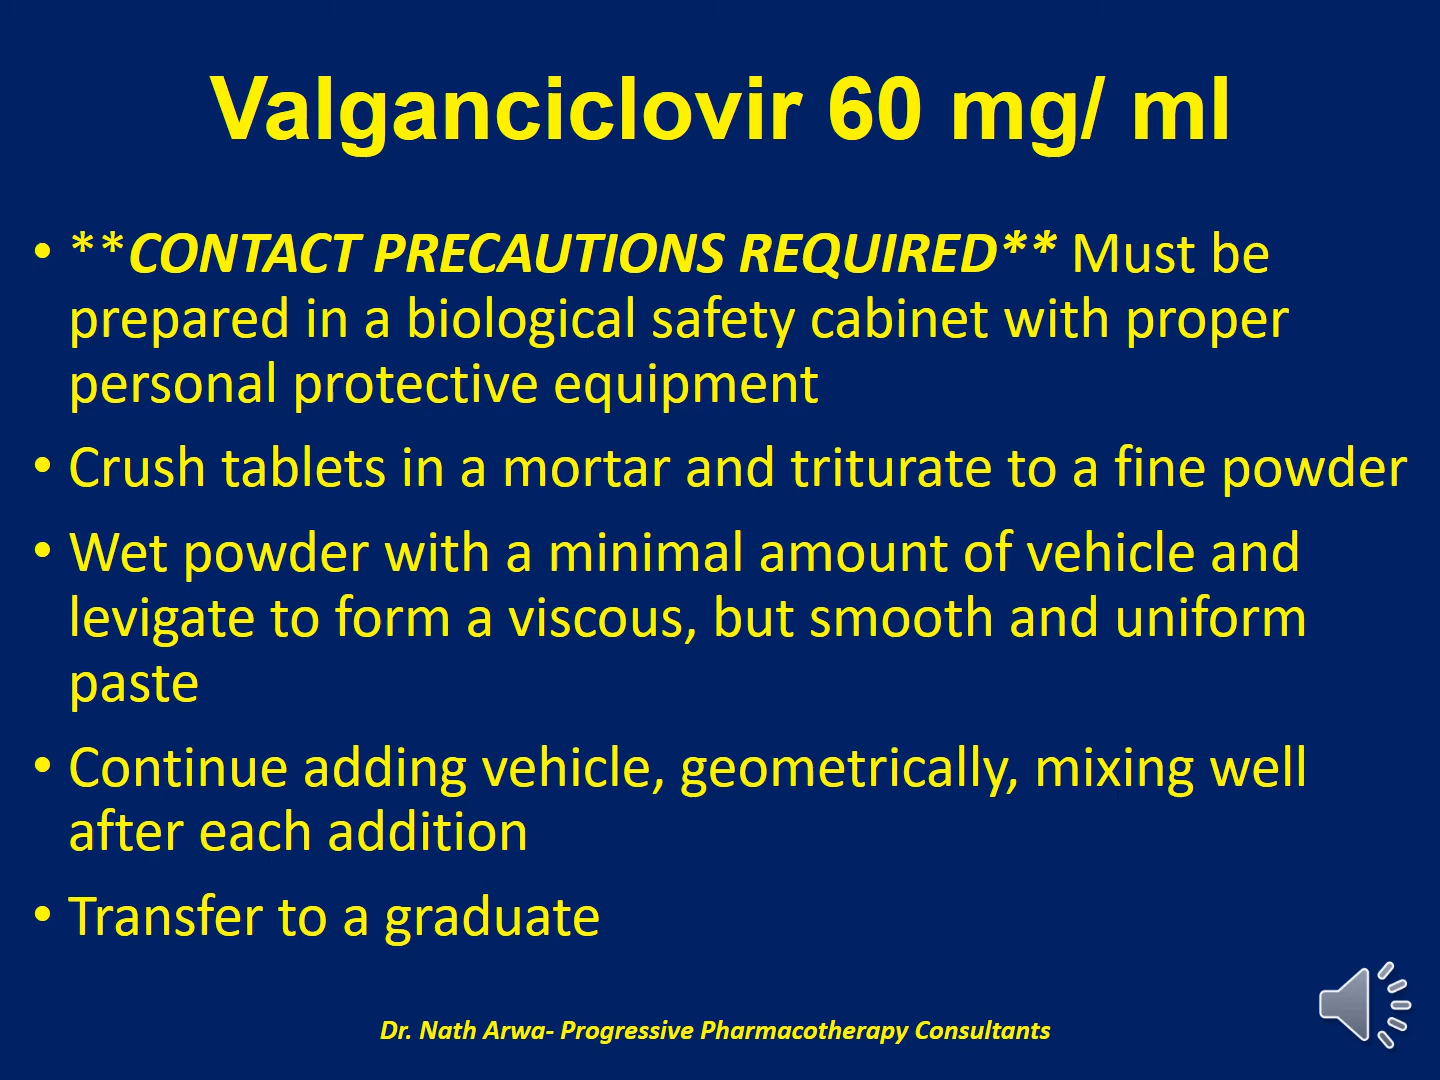 Valganciclovir 60 mg/ ml
• **CONTACT PRECAUTIONS REQUIRED** Must be
prepared in a biological safety cabinet with proper
personal protective equipment
• Crush tablets in a mortar and triturate to a fine powder
• Wet powder with a minimal amount of vehicle and
levigate to form a viscous, but smooth and uniform
paste
• Continue adding vehicle, geometrically, mixing well
after each addition
• Transfer to a graduate
Dr. Nath Arwa- Progressive Pharmacotherapy Consultants